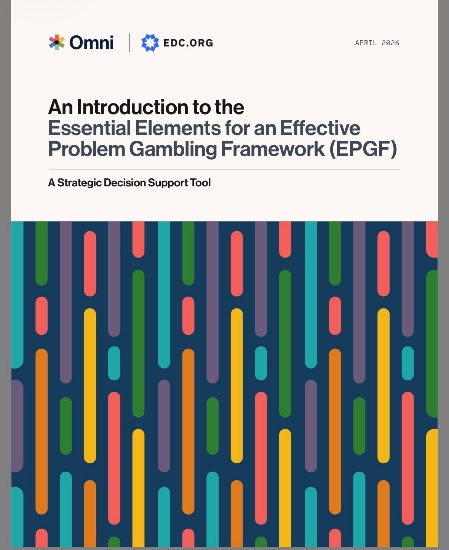 Omni
EDC.ORG
APRIL 2026
An Introduction to the
Essential Elements for an Effective
Problem Gambling Framework (EPGF)
A Strategic Decision Support Tool